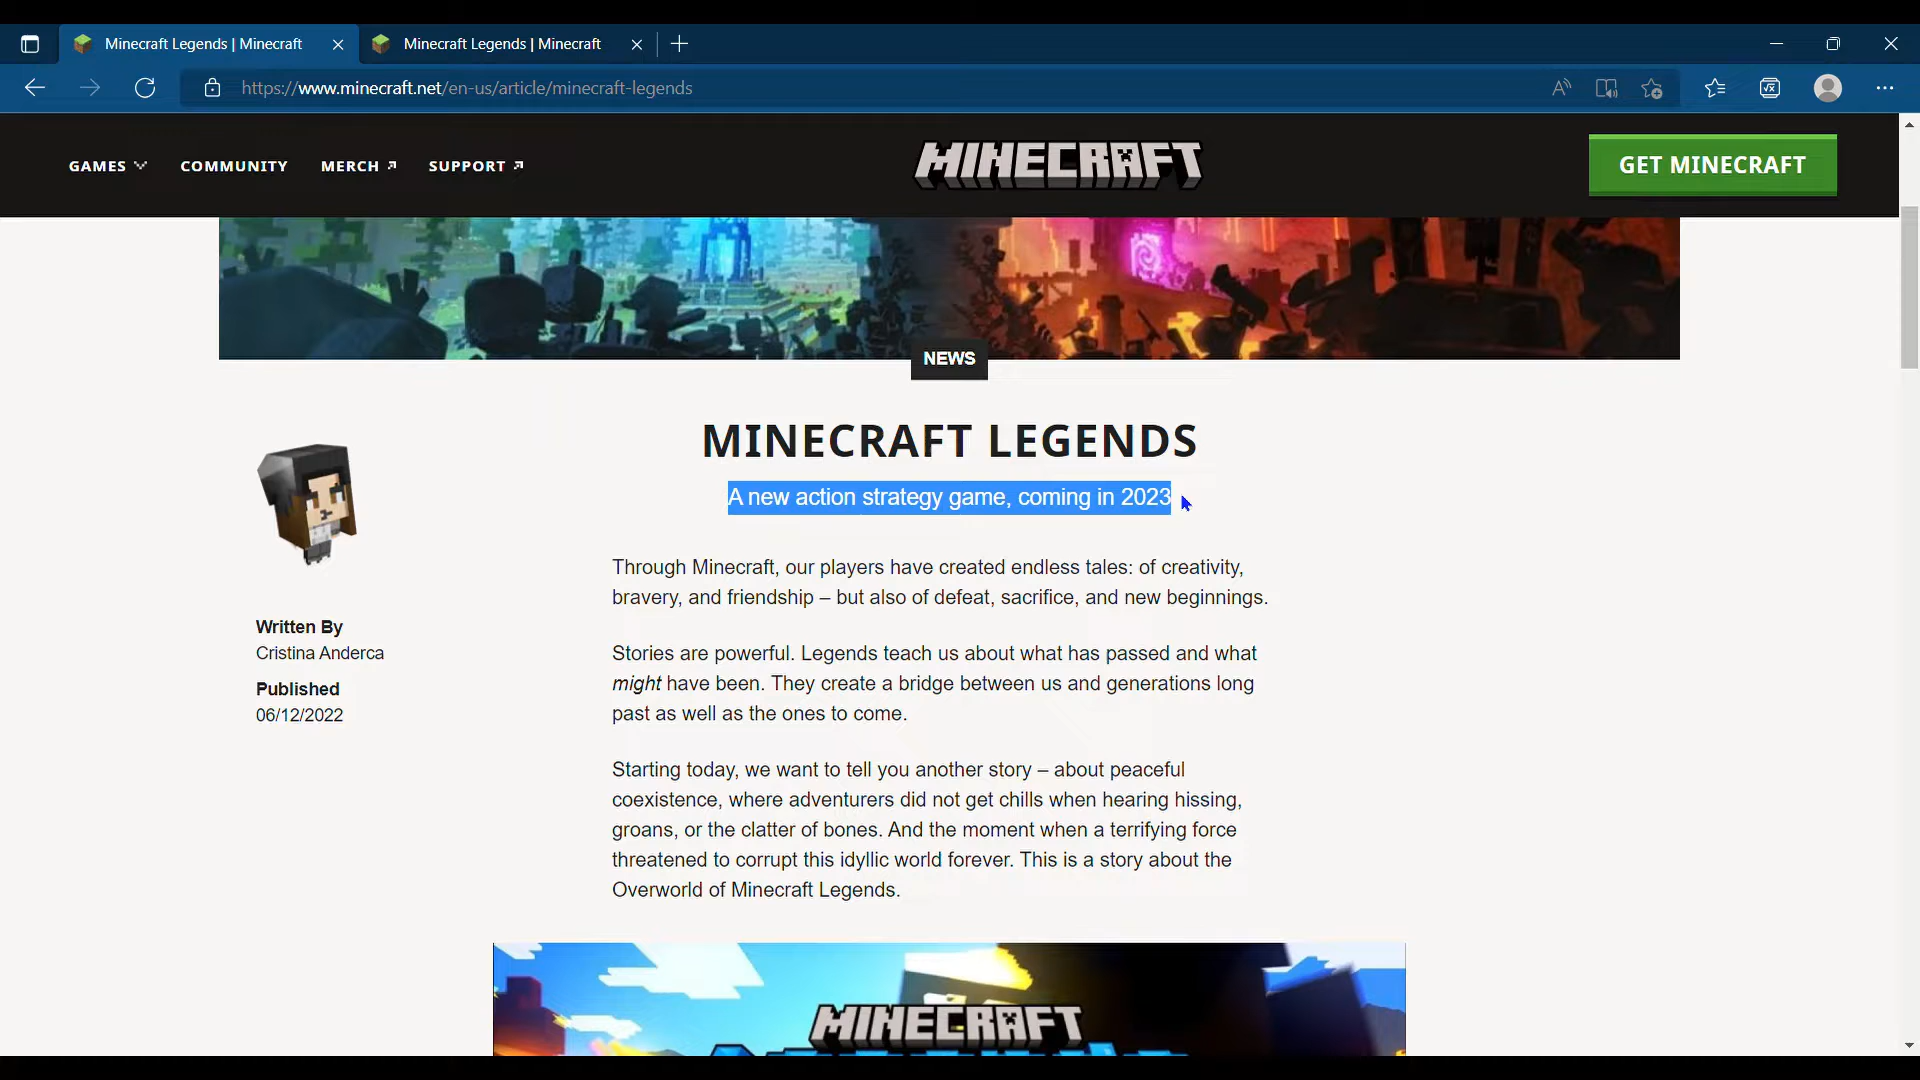 Minecraft Legends | Minecraft
Minecraft Legends | Minecraft
https://www.minecraft.net/en-us/article/minecraft-legends
GAMES
COMMUNITY
MERCH
SUPPORT
MINECRAFT
GET MINECRAFT
NEWS
MINECRAFT LEGENDS
A new action strategy game, coming in 2023
Through Minecraft, our players have created endless tales: of creativity,
bravery, and friendship – but also of defeat, sacrifice, and new beginnings.
Written By
Cristina Anderca
Published
06/12/2022
Stories are powerful. Legends teach us about what has passed and what
might have been. They create a bridge between us and generations long
past as well as the ones to come.
Starting today, we want to tell you another story – about peaceful
coexistence, where adventurers did not get chills when hearing hissing,
groans, or the clatter of bones. And the moment when a terrifying force
threatened to corrupt this idyllic world forever. This is a story about the
Overworld of Minecraft Legends.
MINECRAFT